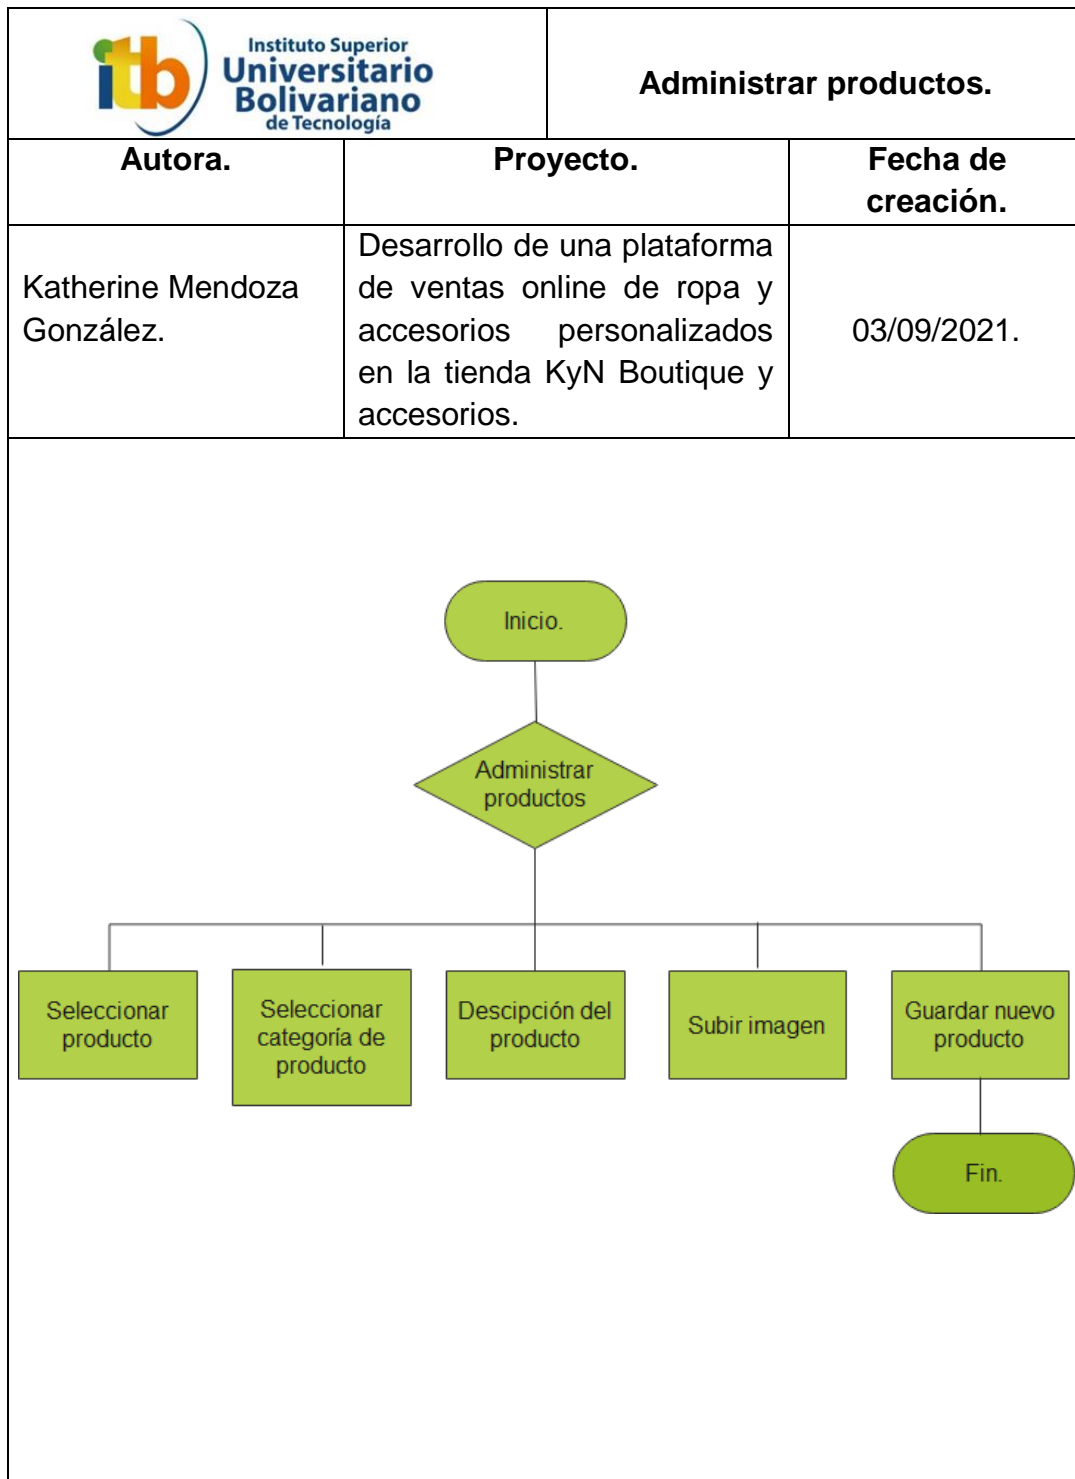 itb
Instituto Superior
Universitario
Bolivariano
de Tecnología
Administrar productos.
Autora.
Proyecto.
Fecha de
creación.
Katherine Mendoza
González.
Desarrollo de una plataforma
de ventas online de ropa y
accesorios personalizados
en la tienda KyN Boutique y
accesorios.
03/09/2021.
Inicio.
Administrar
productos
Seleccionar
producto
Seleccionar
categoría de
producto
Descipción del
producto
Subir imagen
Guardar nuevo
producto
Fin.